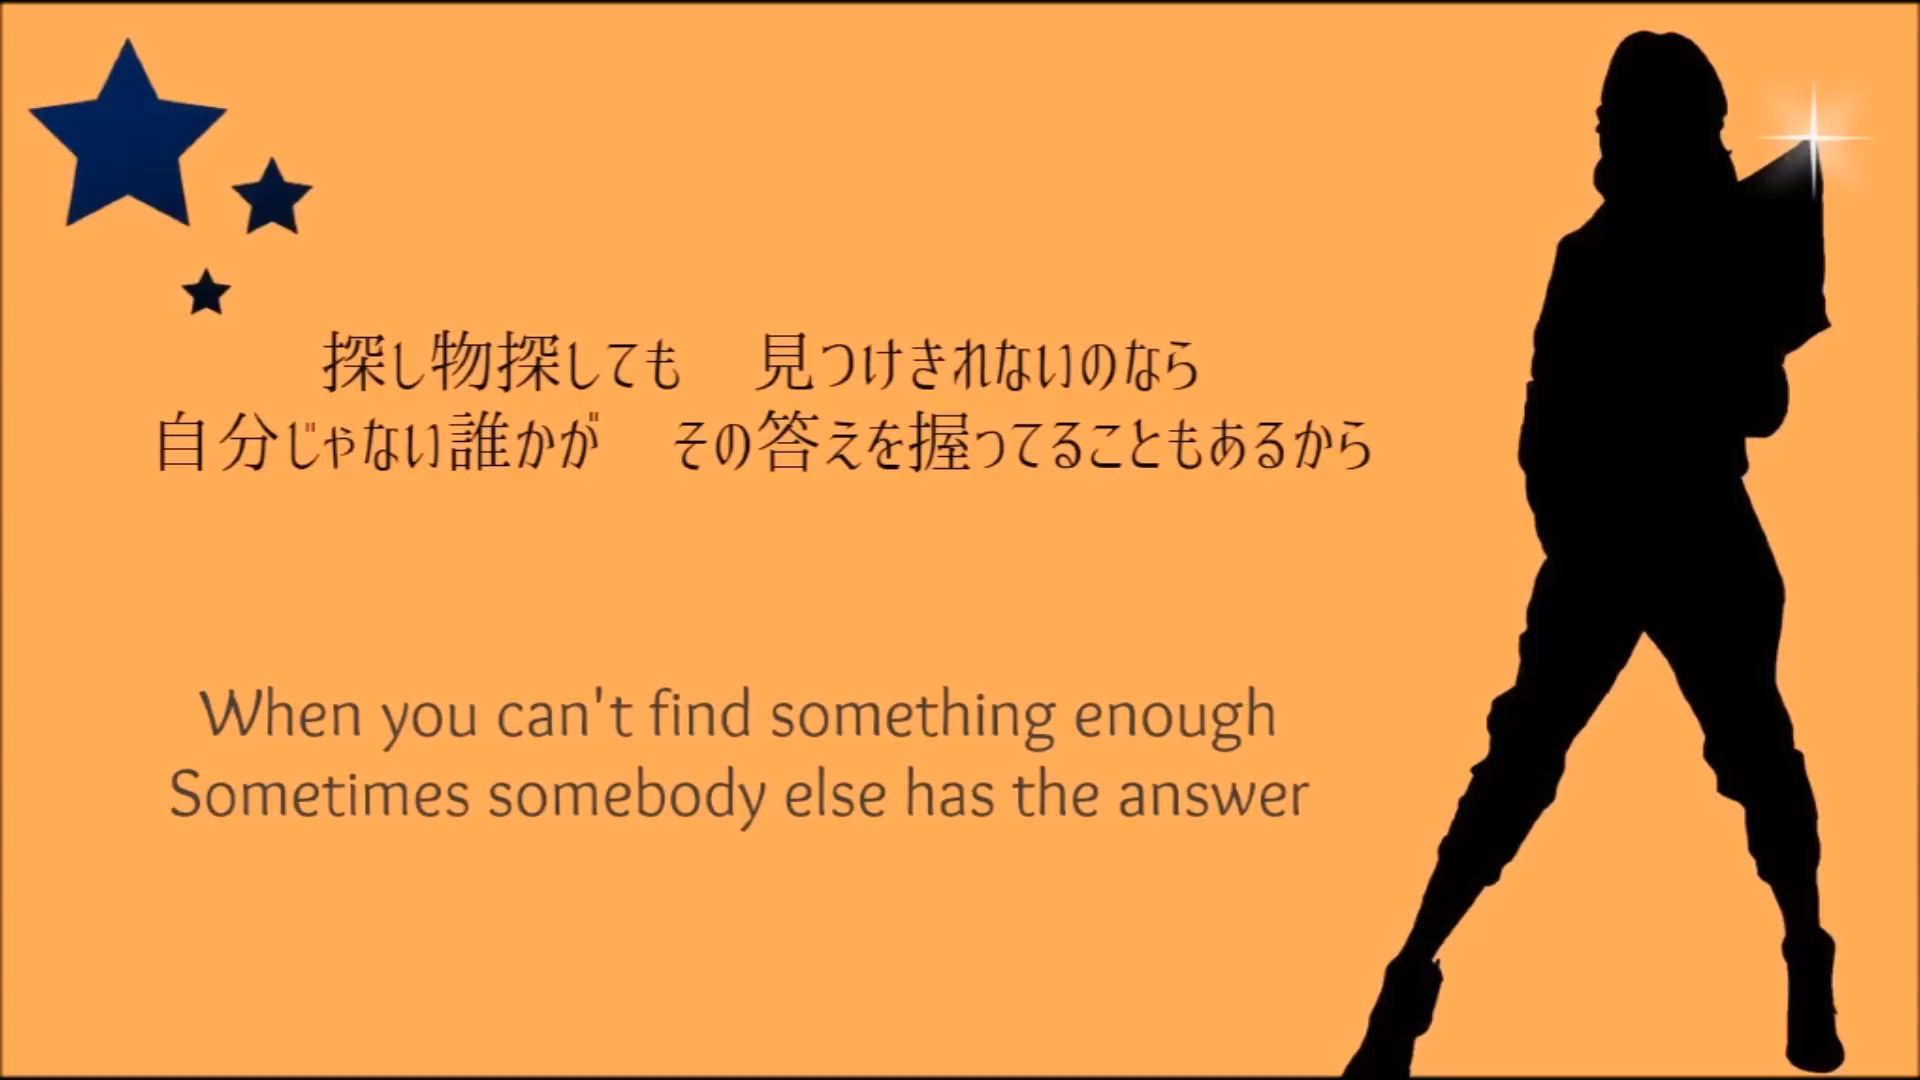 探し物探しても　見つけきれないのなら
自分じゃない誰かが　その答えを握ってることもあるから
When you can't find something enough
Sometimes somebody else has the answer